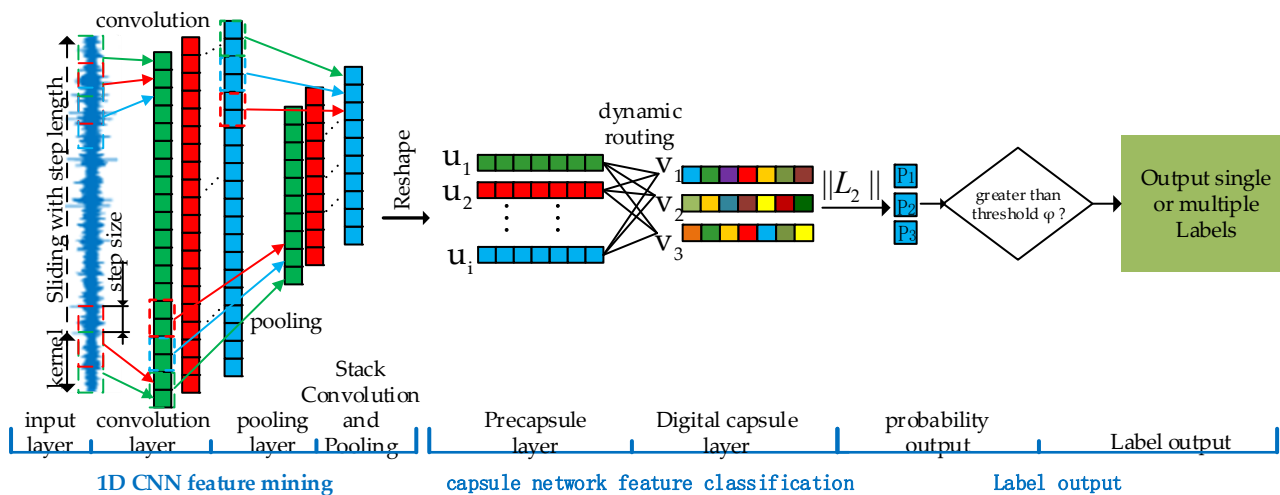 convolution
Sliding with step length
step size
kernel
pooling
Stack
Convolution
and
Pooling
Reshape
dynamic
routing
u1
u2
ui
v1
v2
v3
||L2 ||
P1
P2
P3
greater than
threshold φ ?
Output single
or multiple
Labels
input
layer
convolution
layer
pooling
layer
Precapsule
layer
Digital capsule
layer
probability
output
Label output
1D CNN feature mining
capsule network feature classification
Label output